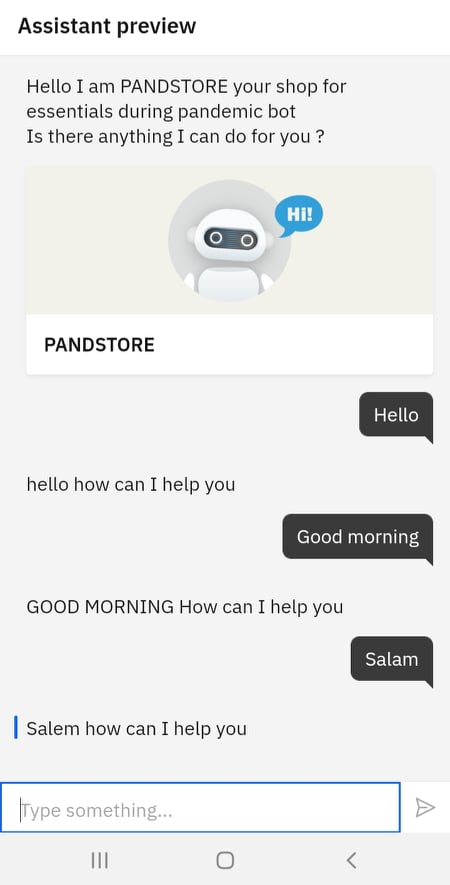 Assistant preview
Hello I am PANDSTORE your shop for
essentials during pandemic bot
Is there anything I can do for you ?
Hi!
PANDSTORE
Hello
hello how can I help you
Good morning
GOOD MORNING How can I help you
Salam
Salem how can I help you
Type something...